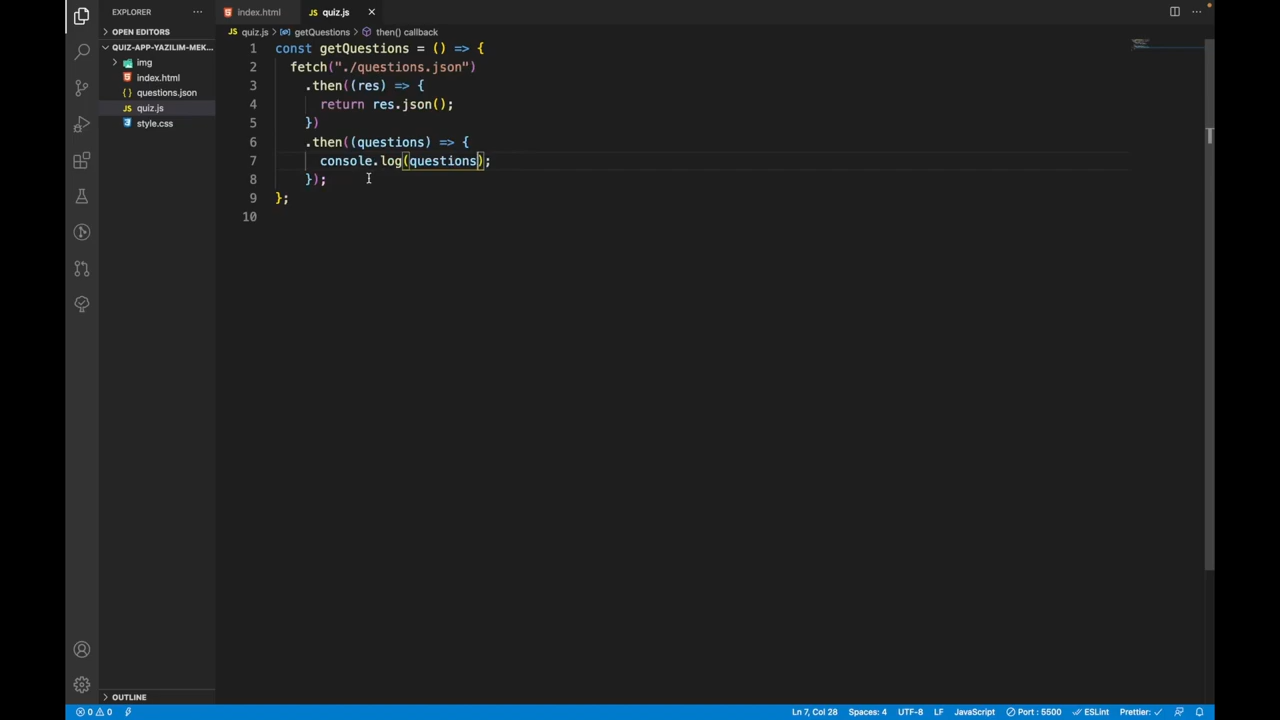 EXPLORER
index.html
JS quiz.js
OPEN EDITORS
JS quiz.js > getQuestions > then() callback
QUIZ-APP-YAZILIM-MEK...
img
index.html
{ } questions.json
JS quiz.js
style.css
1 const getQuestions = () => {
2 fetch("./questions.json")
3 .then((res) => {
4 return res.json();
5 })
6 .then((questions) => {
7 console.log(questions);
8 });
9 };
10
OUTLINE
0 0
Ln 7, Col 28 Spaces: 4 UTF-8 LF JavaScript Port : 5500 ESLint Prettier: